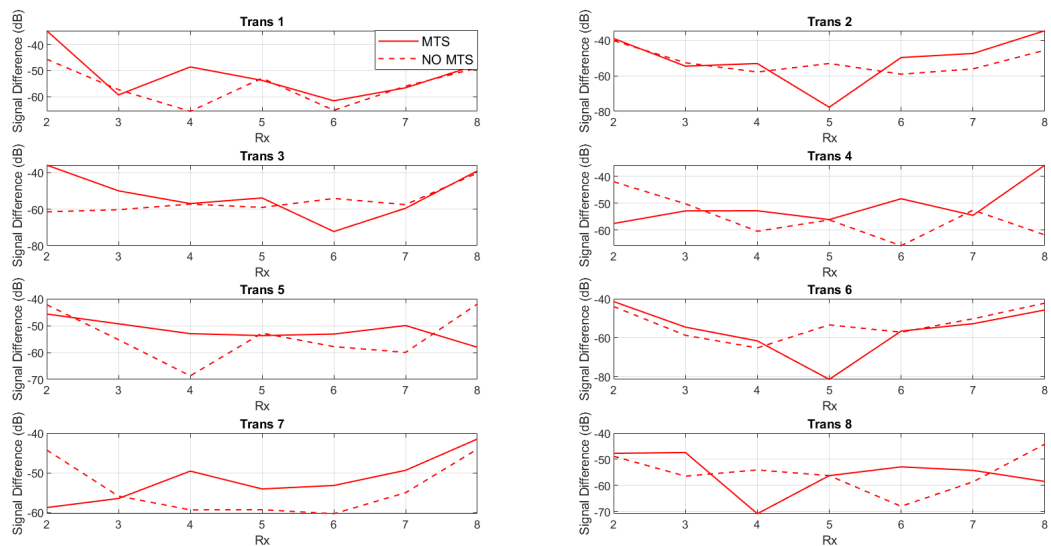 Trans 1
Signal Difference (dB)
-40
-50
-60
2 3 4 5 6 7 8
Rx
MTS
NO MTS
Trans 2
Signal Difference (dB)
-40
-60
-80
2 3 4 5 6 7 8
Rx
Trans 3
Signal Difference (dB)
-40
-60
-80
2 3 4 5 6 7 8
Rx
Trans 4
Signal Difference (dB)
-40
-50
-60
2 3 4 5 6 7 8
Rx
Trans 5
Signal Difference (dB)
-40
-50
-60
-70
2 3 4 5 6 7 8
Rx
Trans 6
Signal Difference (dB)
-40
-60
-80
2 3 4 5 6 7 8
Rx
Trans 7
Signal Difference (dB)
-40
-50
-60
2 3 4 5 6 7 8
Rx
Trans 8
Signal Difference (dB)
-40
-50
-60
-70
2 3 4 5 6 7 8
Rx